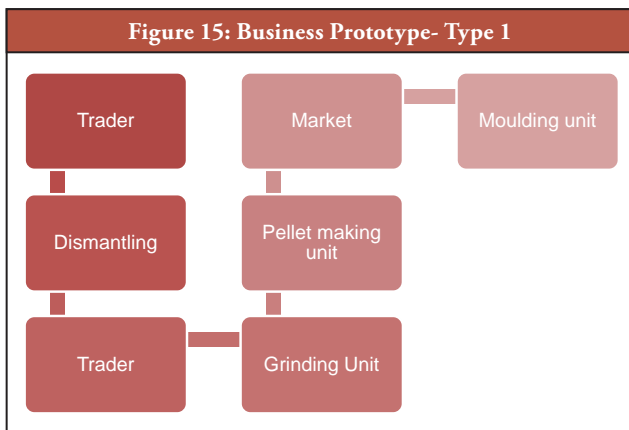 Figure 15: Business Prototype- Type 1
Trader
Dismantling
Trader
Grinding Unit
Pellet making
unit
Market
Moulding unit